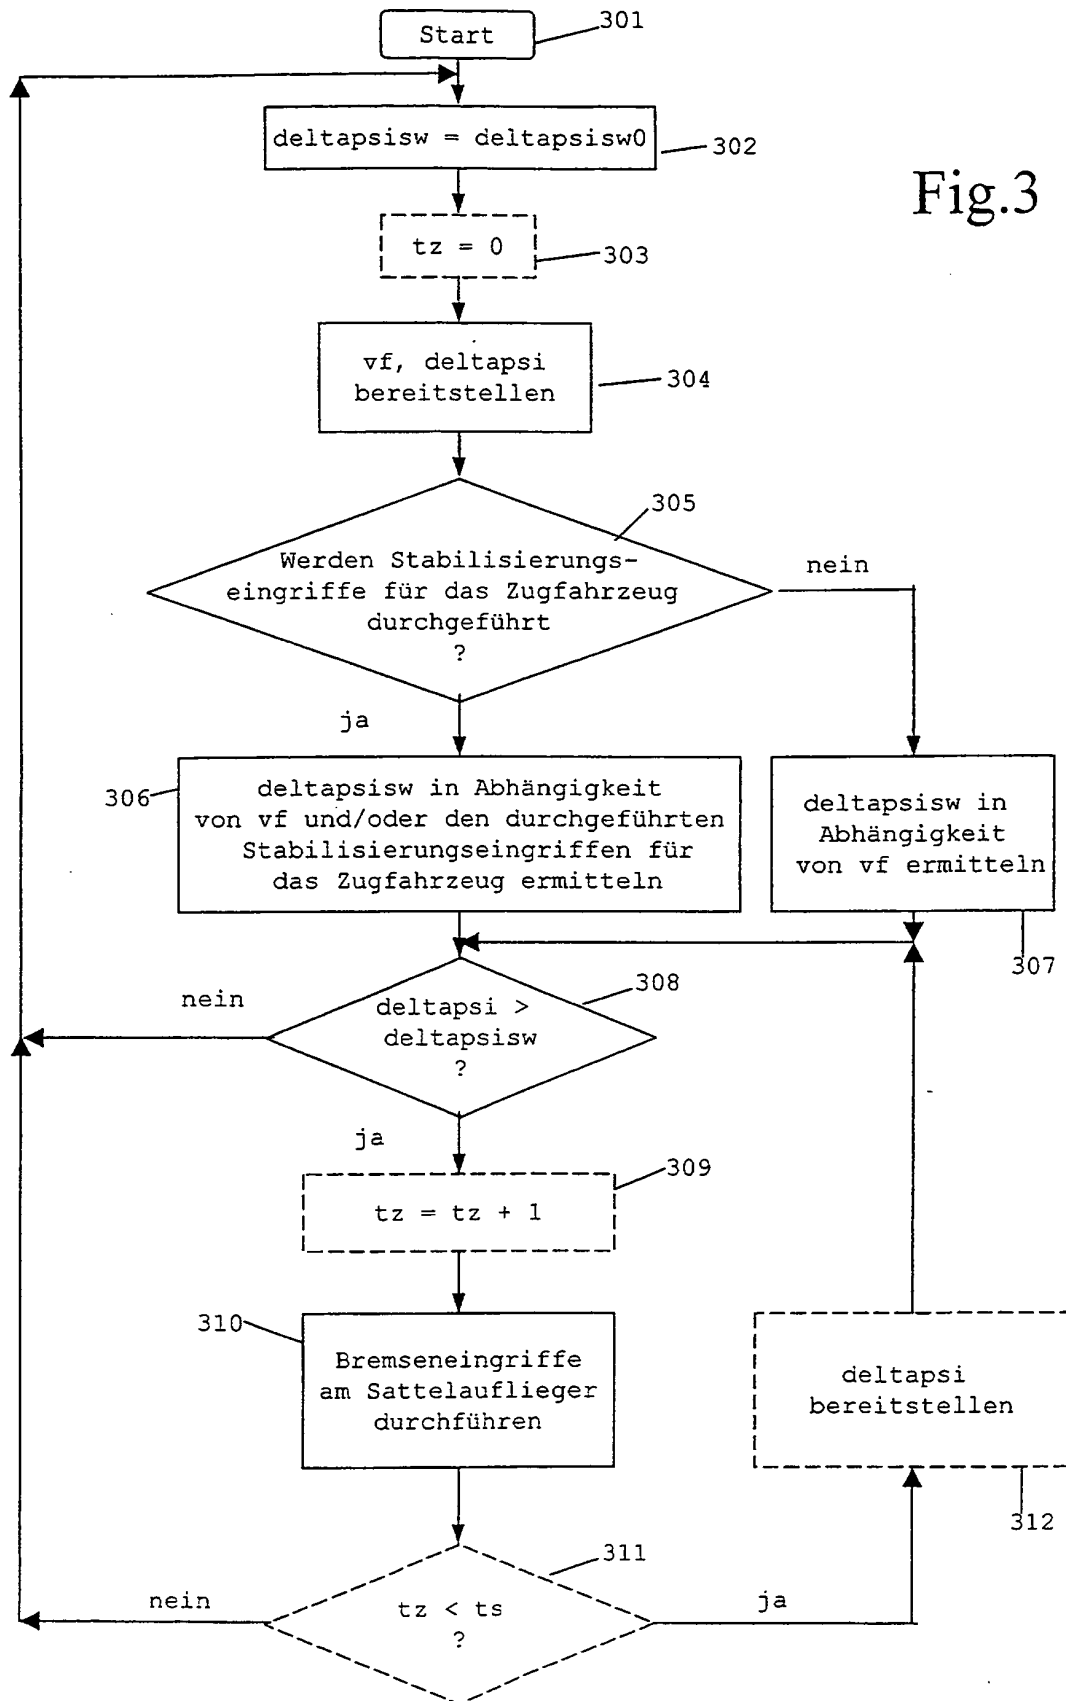 Start
301
deltapsisw = deltapsisw0
302
Fig.3
tz = 0
303
vf, deltapsi
bereitstellen
304
305
Werden Stabilisierungs-
eingriffe für das Zugfahrzeug
durchgeführt
?
nein
ja
306
deltapsisw in Abhängigkeit
von vf und/oder den durchgeführten
Stabilisierungseingriffen für
das Zugfahrzeug ermitteln
deltapsisw in
Abhängigkeit
von vf ermitteln
307
308
nein
deltapsi >
deltapsisw
?
ja
309
tz = tz + 1
310
Bremseneingriffe
am Sattelauflieger
durchführen
deltapsi
bereitstellen
312
311
nein
tz < ts
?
ja